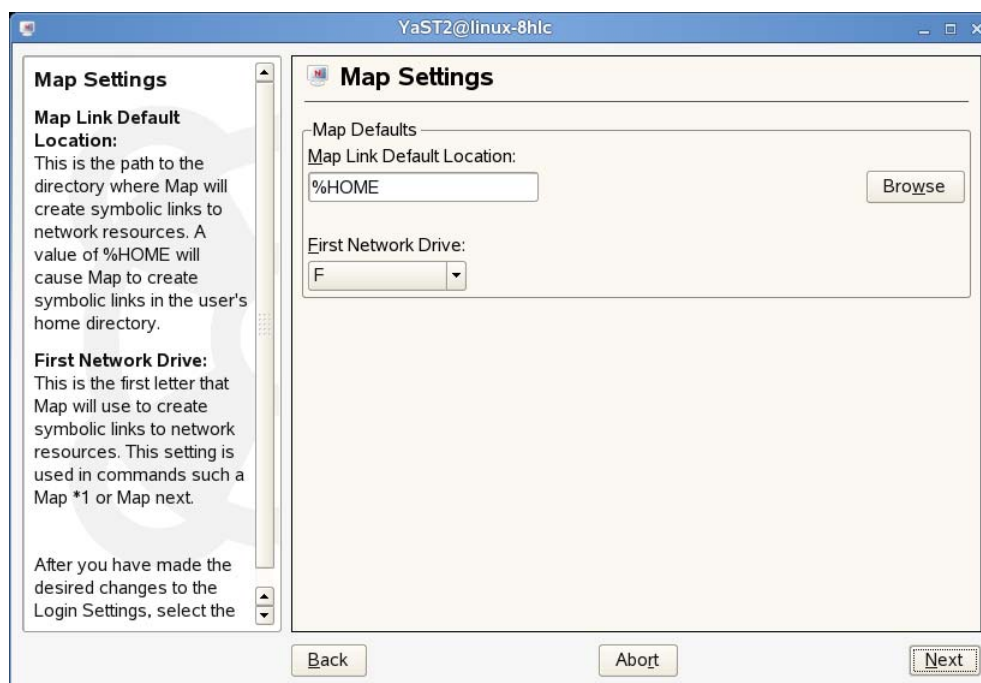 YaST2@linux-8hlc
Map Settings
Map Link Default
Location:
This is the path to the
directory where Map will
create symbolic links to
network resources. A
value of %HOME will
cause Map to create
symbolic links in the user's
home directory.
First Network Drive:
This is the first letter that
Map will use to create
symbolic links to network
resources. This setting is
used in commands such a
Map *1 or Map next.
After you have made the
desired changes to the
Login Settings, select the
Map Settings
Map Defaults
Map Link Default Location:
%HOME
Browse
First Network Drive:
F
Back
Abort
Next